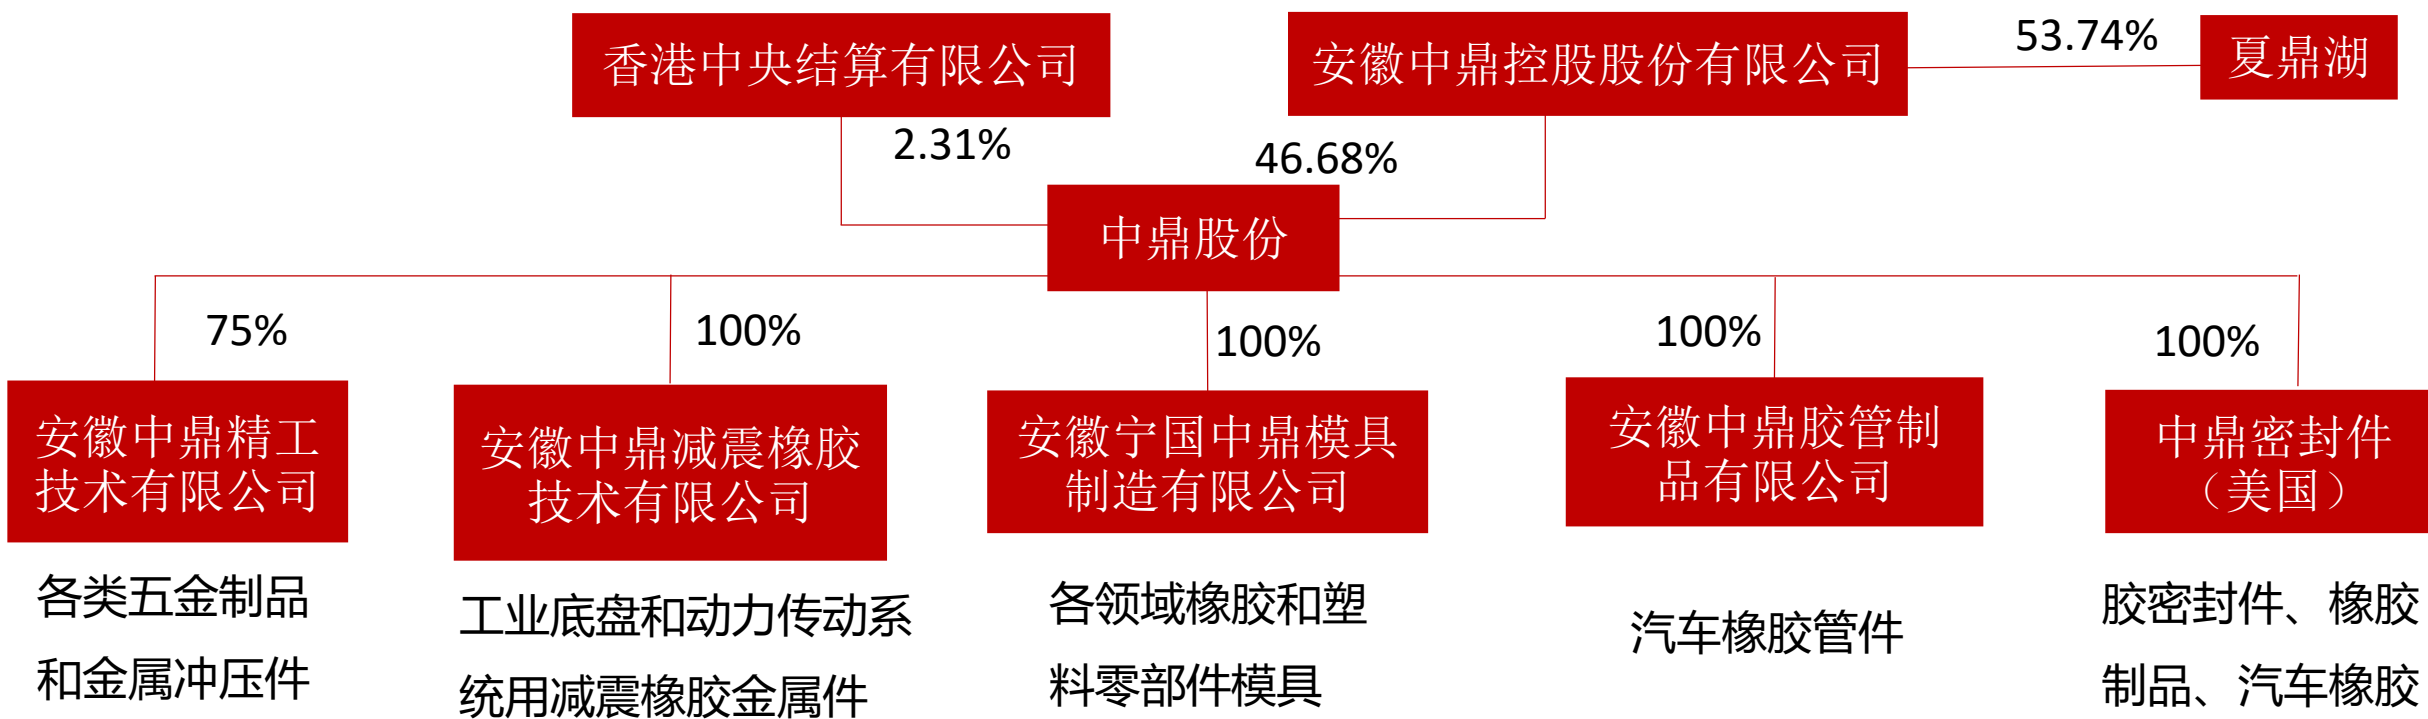 香港中央结算有限公司
安徽中鼎控股股份有限公司
53.74%
夏鼎湖
2.31%
46.68%
中鼎股份
75%
100%
100%
100%
100%
安徽中鼎精工
技术有限公司
安徽中鼎减震橡胶
技术有限公司
安徽宁国中鼎模具
制造有限公司
安徽中鼎胶管制
品有限公司
中鼎密封件
（美国）
各类五金制品
和金属冲压件
工业底盘和动力传动系
统用减震橡胶金属件
各领域橡胶和塑
料零部件模具
汽车橡胶管件
胶密封件、橡胶
制品、汽车橡胶